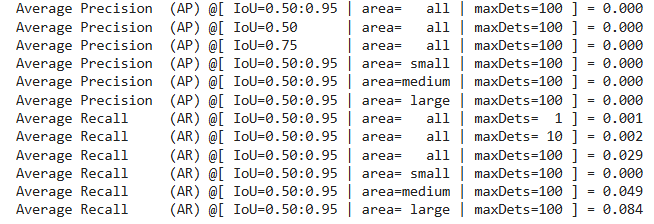 Average Precision  (AP) @[ IoU=0.50:0.95 | area=   all | maxDets=100 ] = 0.000
Average Precision  (AP) @[ IoU=0.50      | area=   all | maxDets=100 ] = 0.000
Average Precision  (AP) @[ IoU=0.75      | area=   all | maxDets=100 ] = 0.000
Average Precision  (AP) @[ IoU=0.50:0.95 | area= small | maxDets=100 ] = 0.000
Average Precision  (AP) @[ IoU=0.50:0.95 | area=medium | maxDets=100 ] = 0.000
Average Precision  (AP) @[ IoU=0.50:0.95 | area= large | maxDets=100 ] = 0.000
Average Recall     (AR) @[ IoU=0.50:0.95 | area=   all | maxDets=  1 ] = 0.001
Average Recall     (AR) @[ IoU=0.50:0.95 | area=   all | maxDets= 10 ] = 0.002
Average Recall     (AR) @[ IoU=0.50:0.95 | area=   all | maxDets=100 ] = 0.029
Average Recall     (AR) @[ IoU=0.50:0.95 | area= small | maxDets=100 ] = 0.000
Average Recall     (AR) @[ IoU=0.50:0.95 | area=medium | maxDets=100 ] = 0.049
Average Recall     (AR) @[ IoU=0.50:0.95 | area= large | maxDets=100 ] = 0.084